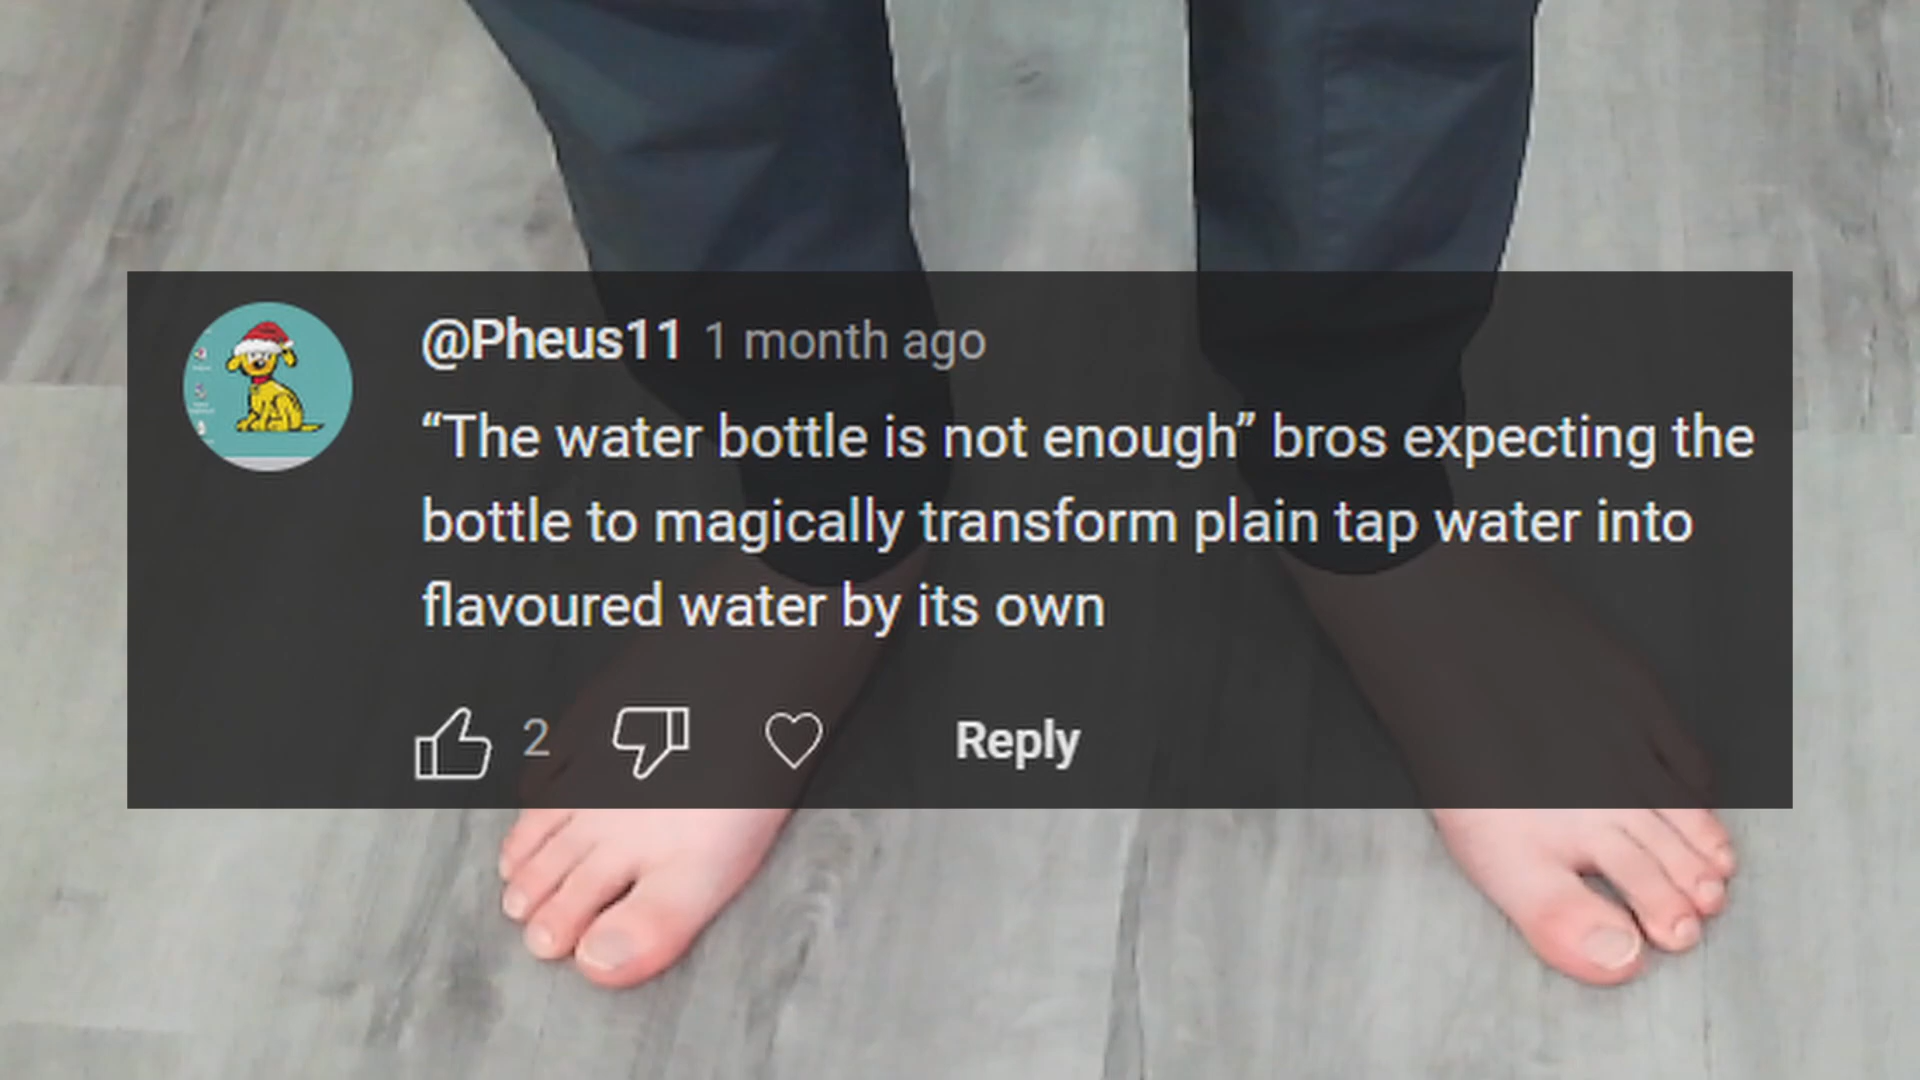 @Pheus11 1 month ago
“The water bottle is not enough” bros expecting the
bottle to magically transform plain tap water into
flavoured water by its own
2
Reply